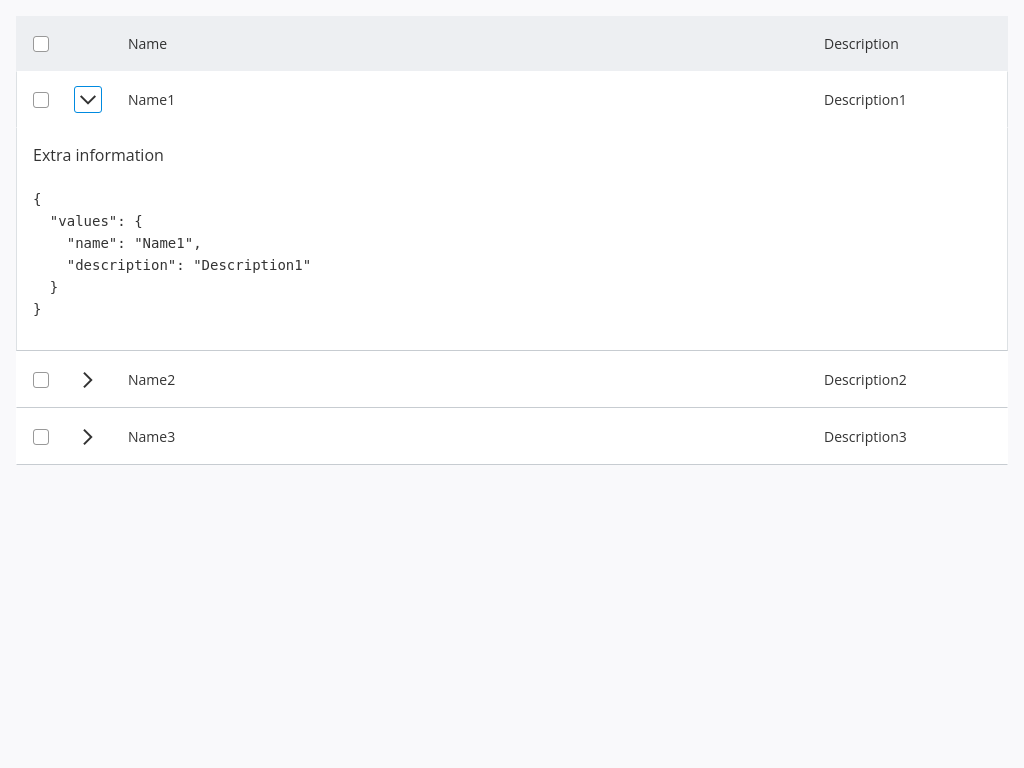 Name Description
Name1 Description1
Extra information
{
  "values": {
    "name": "Name1",
    "description": "Description1"
  }
}
Name2 Description2
Name3 Description3